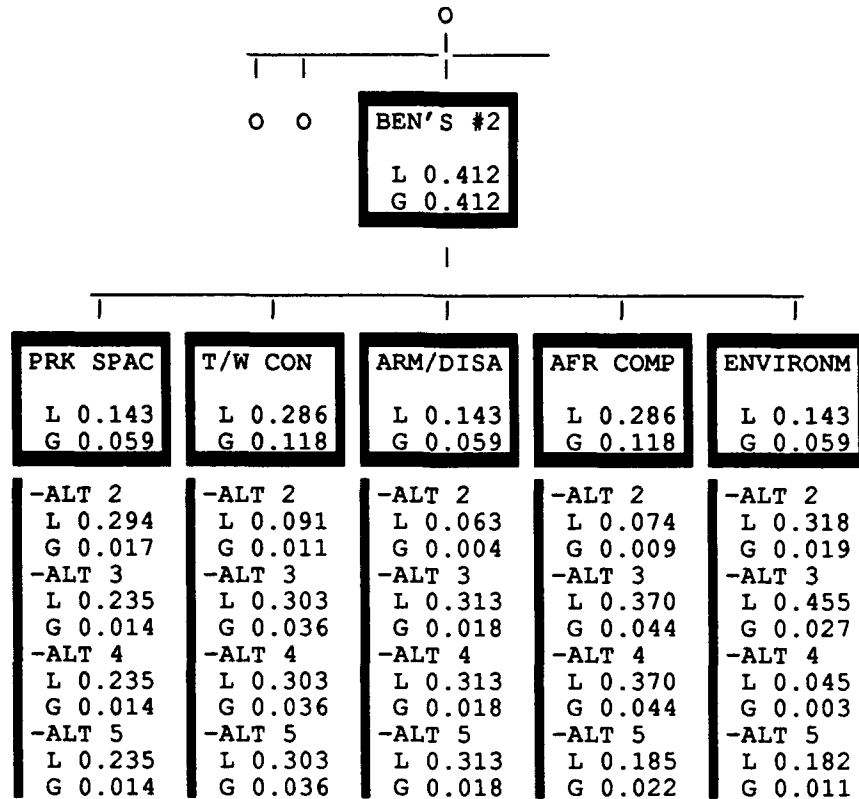 O
O O
BEN'S #2
L 0.412
G 0.412
PRK SPAC
L 0.143
G 0.059
-ALT 2
L 0.294
G 0.017
-ALT 3
L 0.235
G 0.014
-ALT 4
L 0.235
G 0.014
-ALT 5
L 0.235
G 0.014
T/W CON
L 0.286
G 0.118
-ALT 2
L 0.091
G 0.011
-ALT 3
L 0.303
G 0.036
-ALT 4
L 0.303
G 0.036
-ALT 5
L 0.303
G 0.036
ARM/DISA
L 0.143
G 0.059
-ALT 2
L 0.063
G 0.004
-ALT 3
L 0.313
G 0.018
-ALT 4
L 0.313
G 0.018
-ALT 5
L 0.313
G 0.018
AFR COMP
L 0.286
G 0.118
-ALT 2
L 0.074
G 0.009
-ALT 3
L 0.370
G 0.044
-ALT 4
L 0.370
G 0.044
-ALT 5
L 0.185
G 0.022
ENVIRONM
L 0.143
G 0.059
-ALT 2
L 0.318
G 0.019
-ALT 3
L 0.455
G 0.027
-ALT 4
L 0.045
G 0.003
-ALT 5
L 0.182
G 0.011